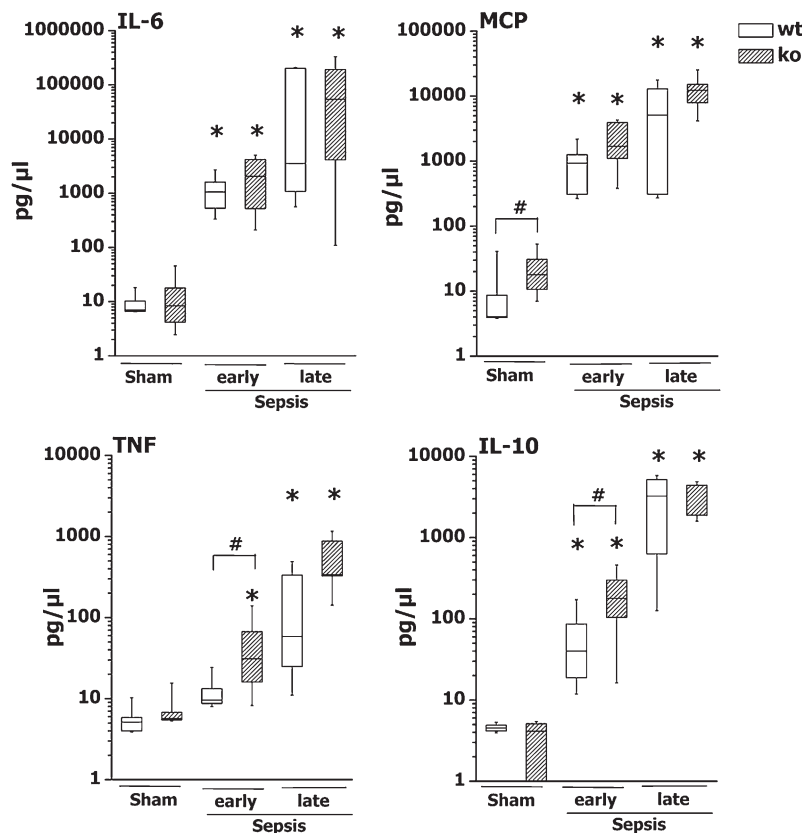 IL-6
1000000
100000
10000
1000
100
10
1
pg/µl
* * * *
Sham early late
Sepsis
MCP
wt
ko
100000
10000
1000
100
10
1
pg/µl
* * * *
#
Sham early late
Sepsis
TNF
10000
1000
100
10
1
pg/µl
* *
#
*
Sham early late
Sepsis
IL-10
10000
1000
100
10
1
pg/µl
* *
#
* *
Sham early late
Sepsis